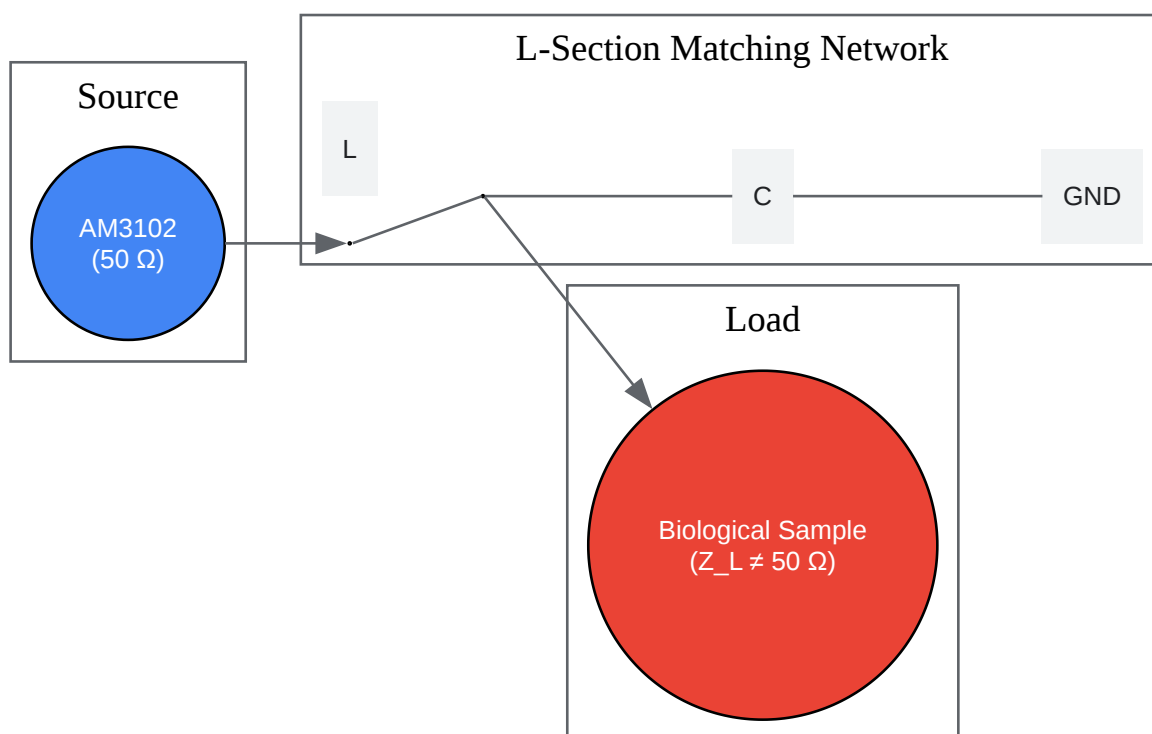 L-Section Matching Network
Source
L
AM3102
(50 Ω)
C
GND
Load
Biological Sample
(Z_L ≠ 50 Ω)